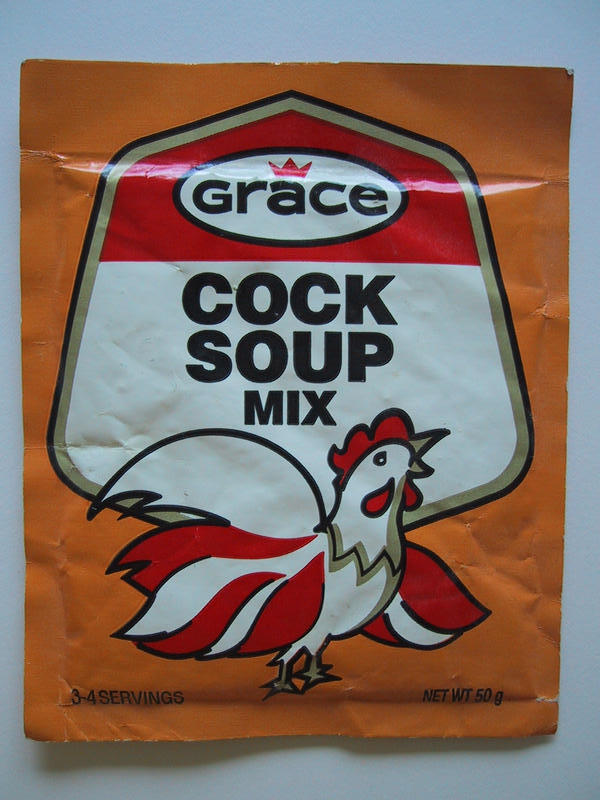 Grace
COCK
SOUP
MIX
3-4 SERVINGS
NET WT 50 g